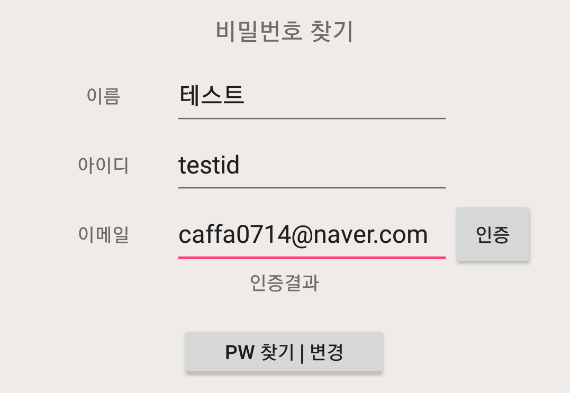 비밀번호 찾기
이름 테스트
아이디 testid
이메일 caffa0714@naver.com 인증
인증결과
PW 찾기 | 변경